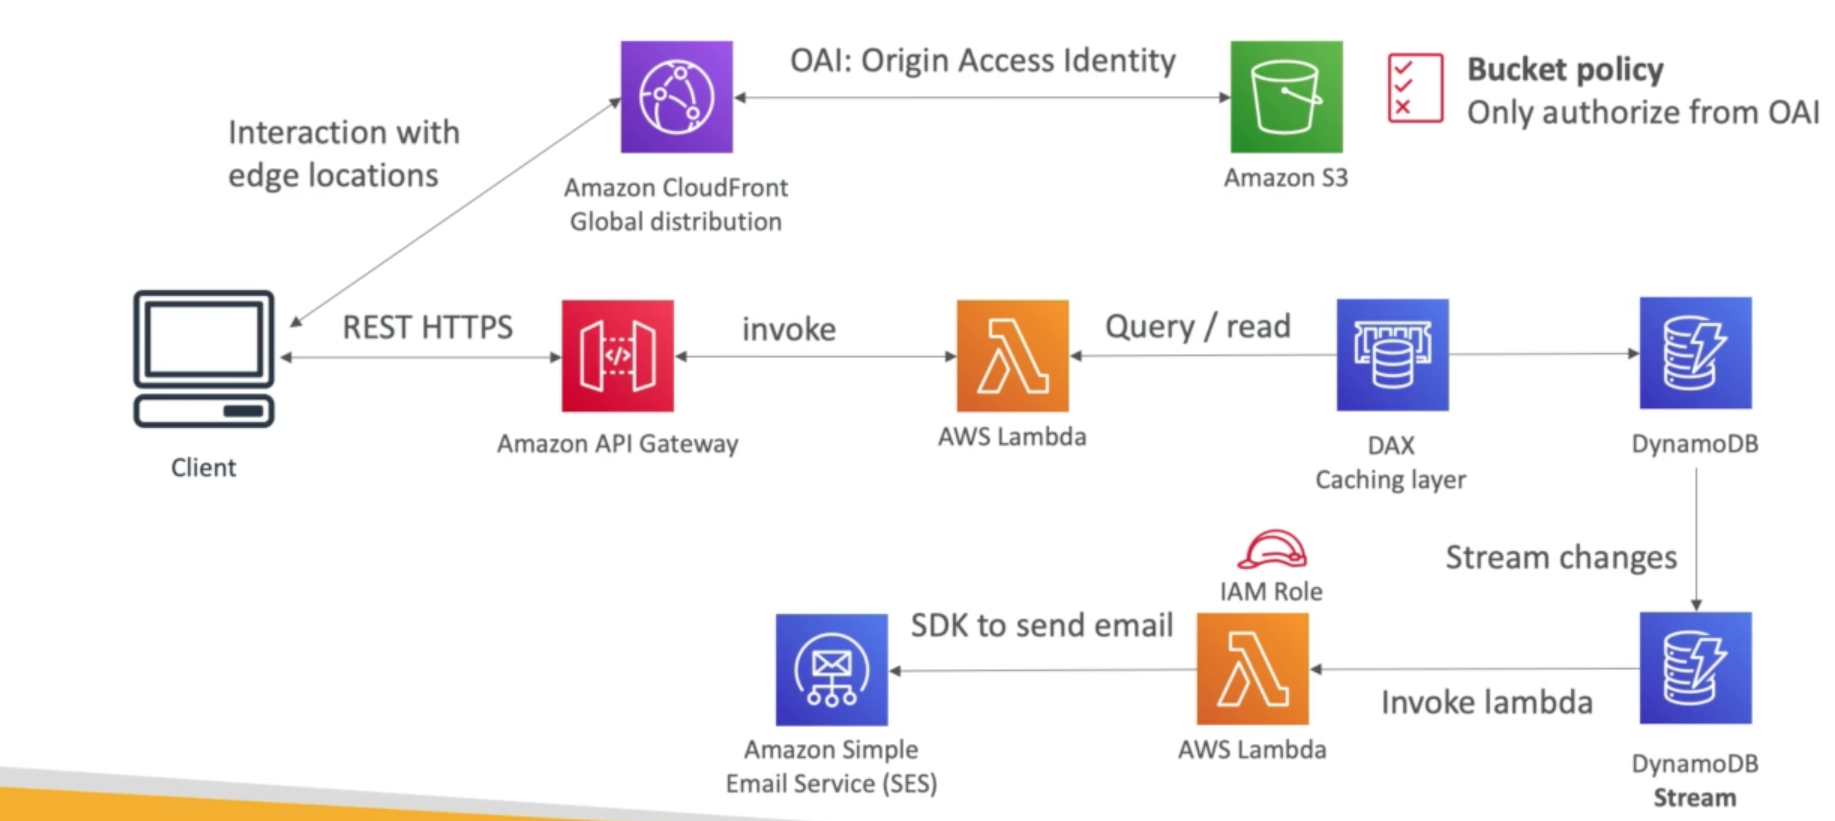 OAI: Origin Access Identity
Bucket policy
Only authorize from OAI
Interaction with
edge locations
Amazon CloudFront
Global distribution
Amazon S3
REST HTTPS
invoke
Query / read
</>
Client
Amazon API Gateway
AWS Lambda
DAX
Caching layer
DynamoDB
Stream changes
IAM Role
SDK to send email
Invoke lambda
Amazon Simple
Email Service (SES)
AWS Lambda
DynamoDB
Stream